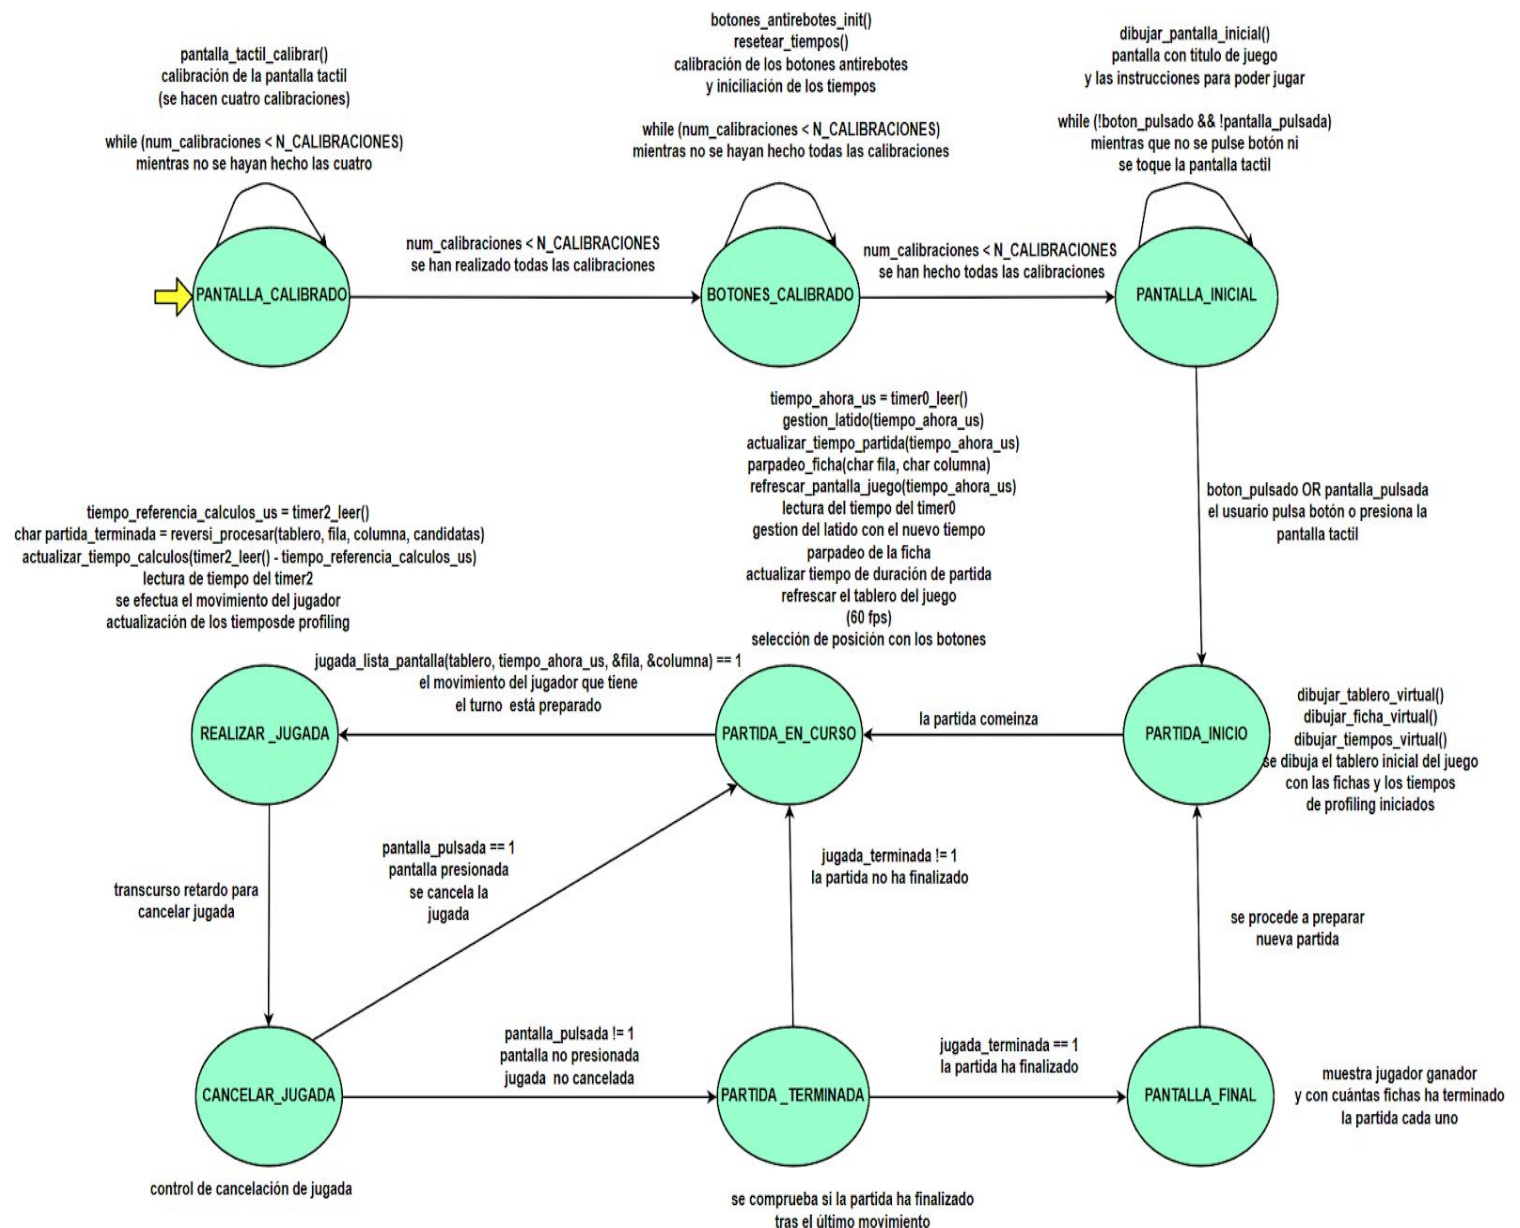 pantalla_tactil_calibrar()
calibración de la pantalla tactil
(se hacen cuatro calibraciones)
while (num_calibraciones < N_CALIBRACIONES)
mientras no se hayan hecho las cuatro
botones_antirebotes_init()
resetear_tiempos()
calibración de los botones antirebotes
y iniciliación de los tiempos
while (num_calibraciones < N_CALIBRACIONES)
mientras no se hayan hecho todas las calibraciones
dibujar_pantalla_inicial()
pantalla con titulo de juego
y las instrucciones para poder jugar
while (!boton_pulsado && !pantalla_pulsada)
mientras que no se pulse botón ni
se toque la pantalla tactil
PANTALLA_CALIBRADO
num_calibraciones < N_CALIBRACIONES
se han realizado todas las calibraciones
BOTONES_CALIBRADO
num_calibraciones < N_CALIBRACIONES
se han hecho todas las calibraciones
PANTALLA_INICIAL
boton_pulsado OR pantalla_pulsada
el usuario pulsa botón o presiona la
pantalla tactil
tiempo_ahora_us = timer0_leer()
gestion_latido(tiempo_ahora_us)
actualizar_tiempo_partida(tiempo_ahora_us)
parpadeo_ficha(char fila, char columna)
refrescar_pantalla_juego(tiempo_ahora_us)
lectura del tiempo del timer0
gestion del latido con el nuevo tiempo
parpadeo de la ficha
actualizar tiempo de duración de partida
refrescar el tablero del juego
(60 fps)
selección de posición con los botones
tiempo_referencia_calculos_us = timer2_leer()
char partida_terminada = reversi_procesar(tablero, fila, columna, candidatas)
actualizar_tiempo_calculos(timer2_leer() - tiempo_referencia_calculos_us)
lectura de tiempo del timer2
se efectua el movimiento del jugador
actualización de los tiemposde profiling
REALIZAR _JUGADA
jugada_lista_pantalla(tablero, tiempo_ahora_us, &fila, &columna) == 1
el movimiento del jugador que tiene
el turno está preparado
PARTIDA_EN_CURSO
la partida comeinza
PARTIDA_INICIO
dibujar_tablero_virtual()
dibujar_ficha_virtual()
dibujar_tiempos_virtual()
se dibuja el tablero inicial del juego
con las fichas y los tiempos
de profiling iniciados
transcurso retardo para
cancelar jugada
pantalla_pulsada == 1
pantalla presionada
se cancela la
jugada
jugada_terminada != 1
la partida no ha finalizado
se procede a preparar
nueva partida
CANCELAR_JUGADA
pantalla_pulsada != 1
pantalla no presionada
jugada no cancelada
PARTIDA _TERMINADA
jugada_terminada == 1
la partida ha finalizado
PANTALLA_FINAL
muestra jugador ganador
y con cuántas fichas ha terminado
la partida cada uno
control de cancelación de jugada
se comprueba si la partida ha finalizado
tras el último movimiento